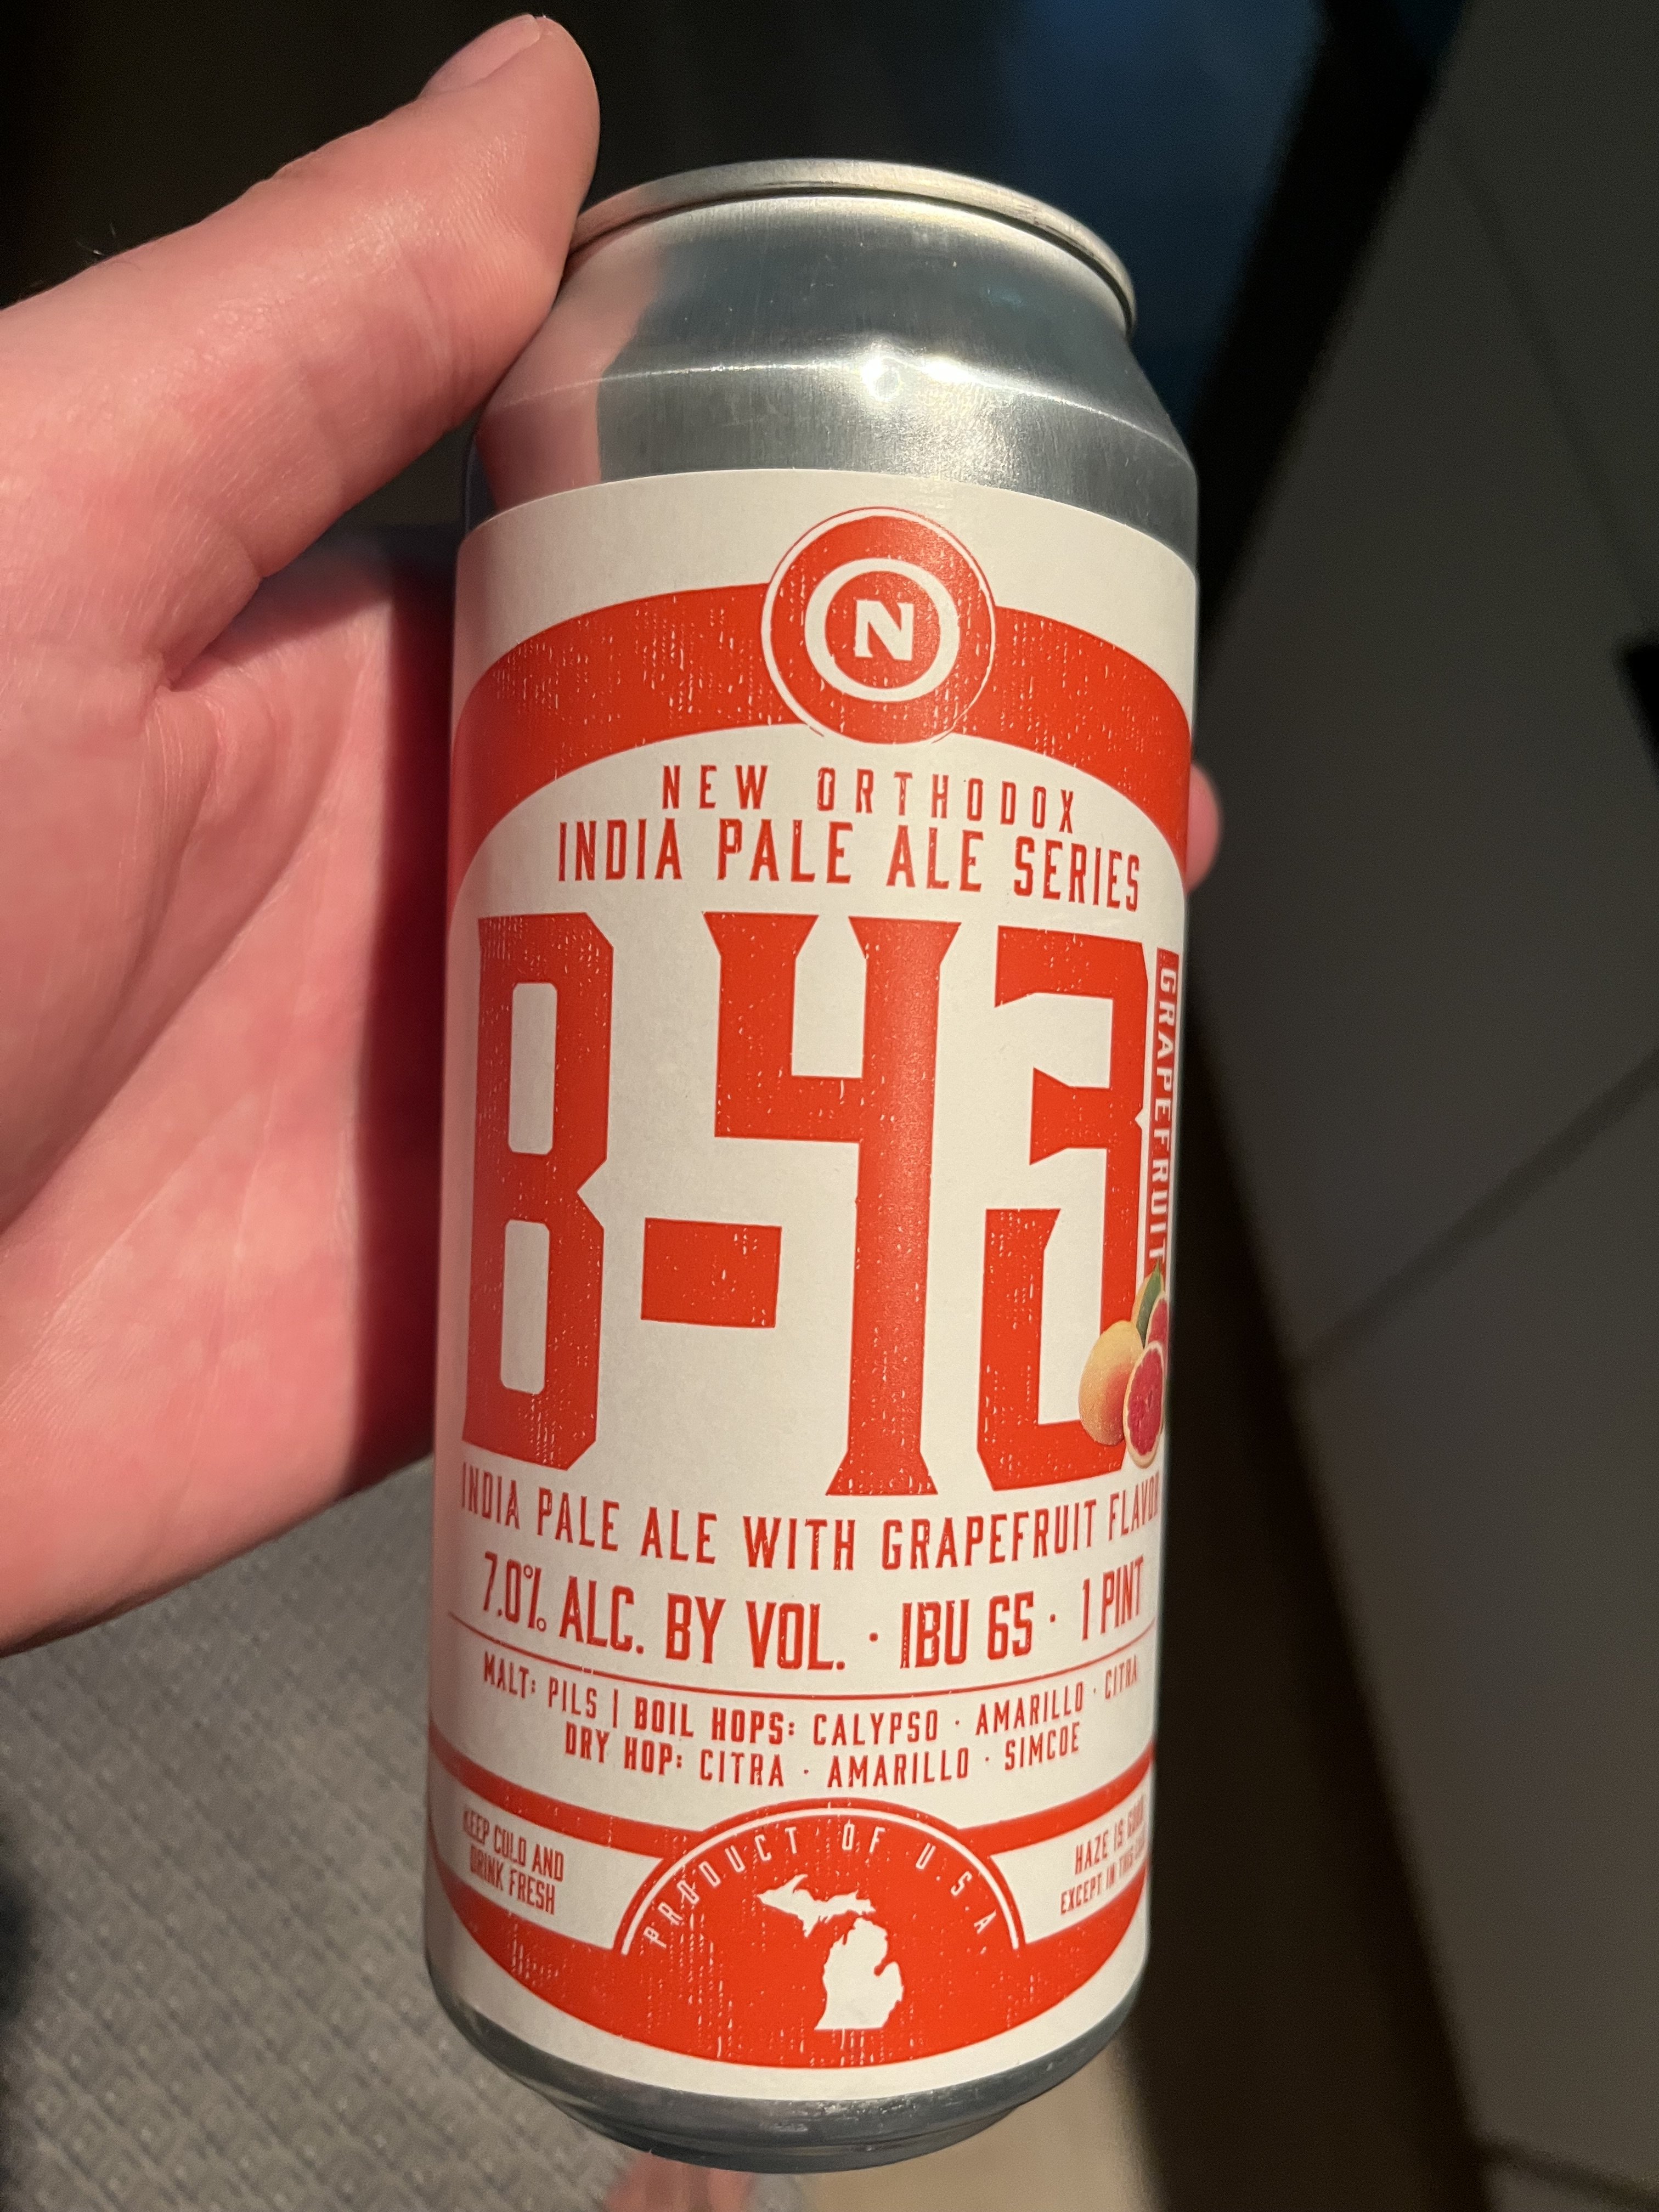 N
NEW ORTHODOX
INDIA PALE ALE SERIES
B-43
GRAPEFRUIT
INDIA PALE ALE WITH GRAPEFRUIT FLAVOR
7.0% ALC. BY VOL. · IBU 65 · 1 PINT
MALT: PILS | BOIL HOPS: CALYPSO · AMARILLO · CITRA
DRY HOP: CITRA · AMARILLO · SIMCOE
KEEP COLD AND
DRINK FRESH
PRODUCT OF U.S.A
HAZE IS GOOD
EXCEPT IN THIS